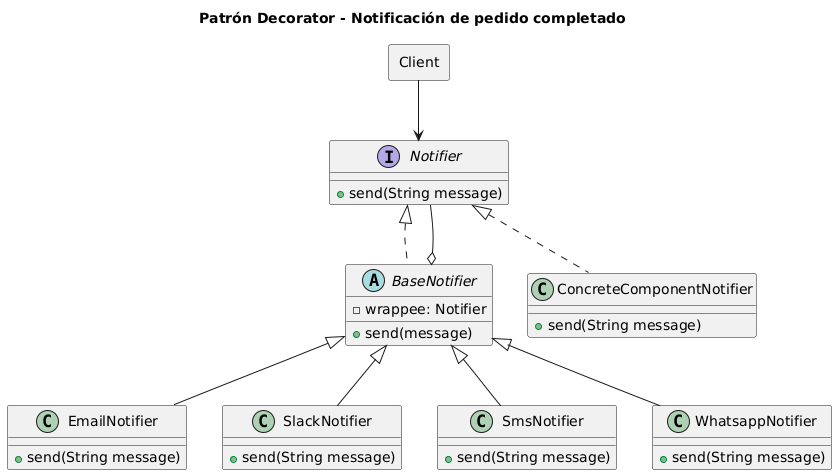 Patrón Decorator - Notificación de pedido completado
Client
I Notifier
send(String message)
A BaseNotifier
wrappee: Notifier
send(message)
C ConcreteComponentNotifier
send(String message)
C EmailNotifier
send(String message)
C SlackNotifier
send(String message)
C SmsNotifier
send(String message)
C WhatsappNotifier
send(String message)